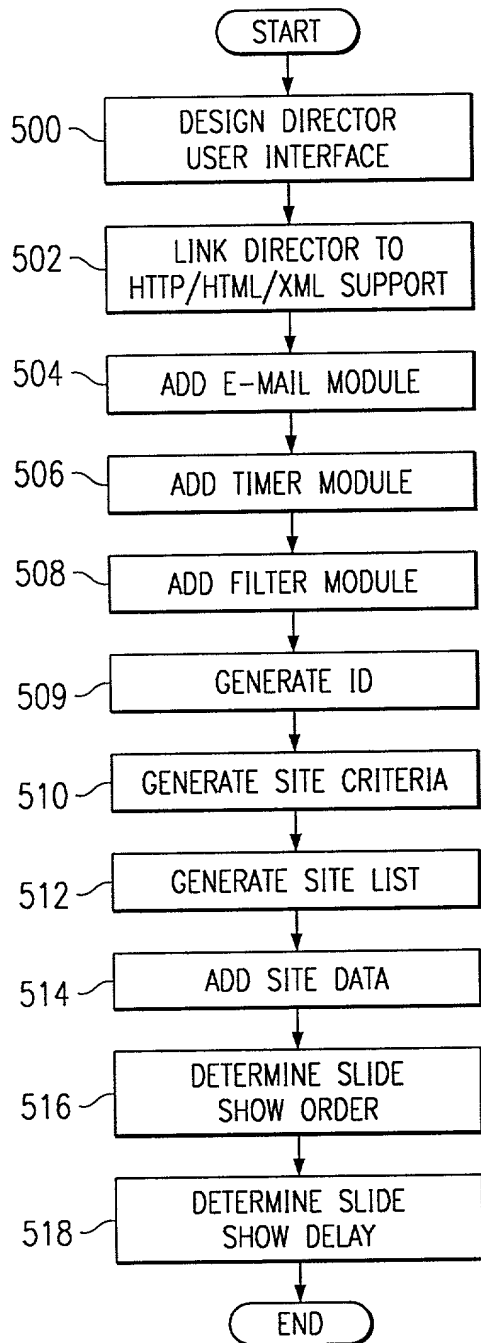 START
500
DESIGN DIRECTOR
USER INTERFACE
502
LINK DIRECTOR TO
HTTP/HTML/XML SUPPORT
504
ADD E-MAIL MODULE
506
ADD TIMER MODULE
508
ADD FILTER MODULE
509
GENERATE ID
510
GENERATE SITE CRITERIA
512
GENERATE SITE LIST
514
ADD SITE DATA
516
DETERMINE SLIDE
SHOW ORDER
518
DETERMINE SLIDE
SHOW DELAY
END